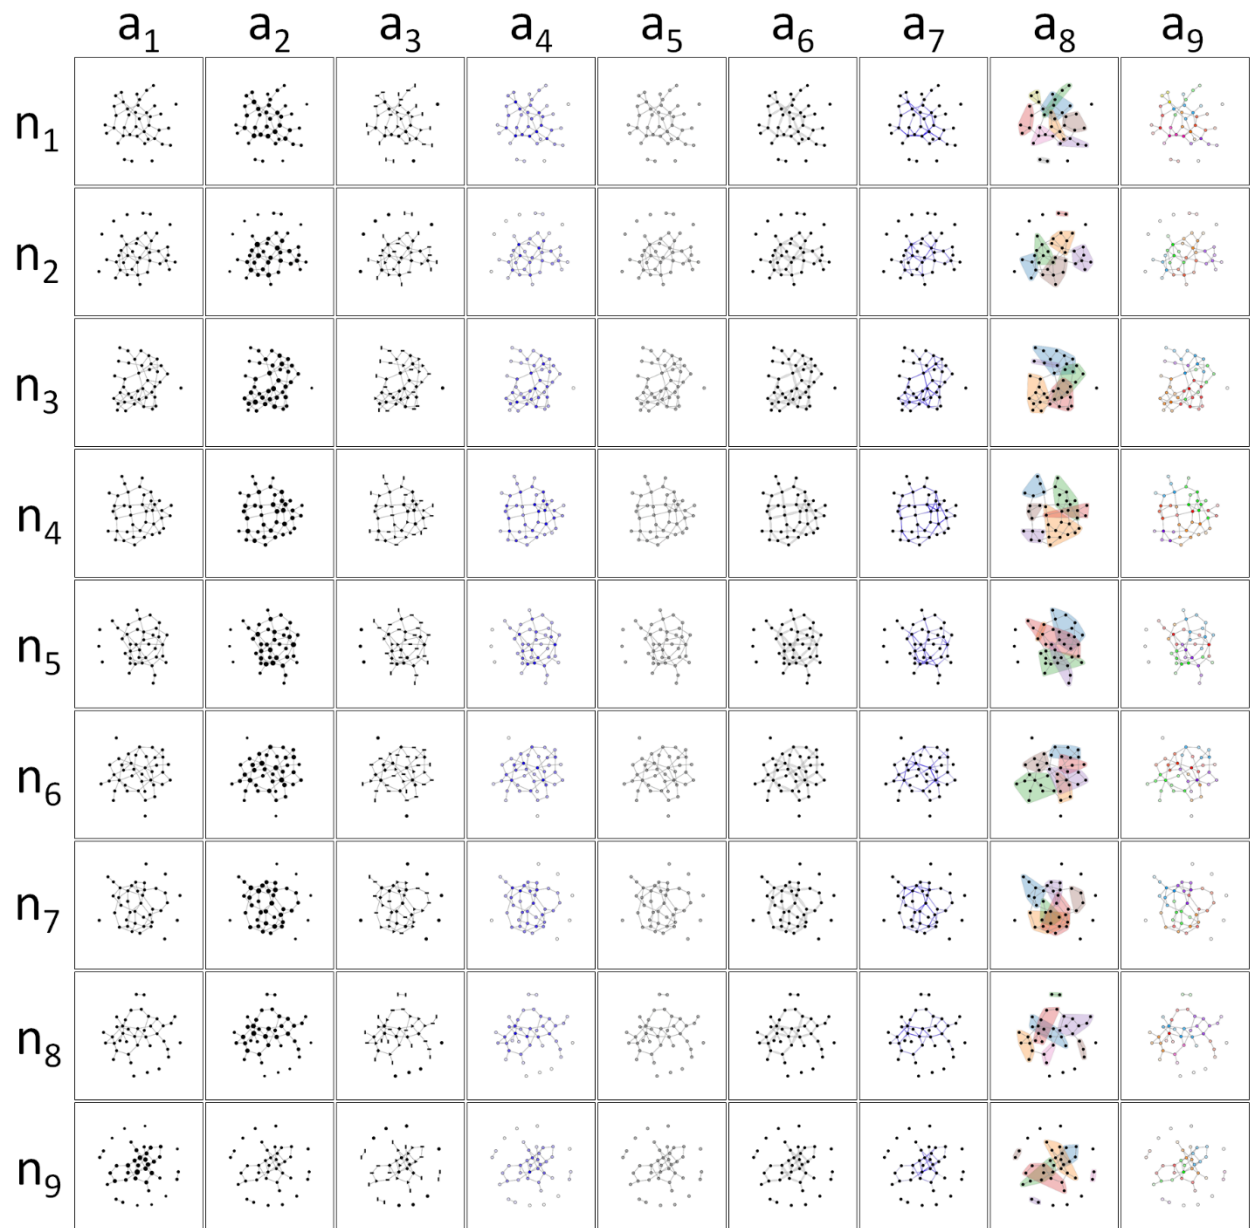 a₁ a₂ a₃ a₄ a₅ a₆ a₇ a₈ a₉
n₁
n₂
n₃
n₄
n₅
n₆
n₇
n₈
n₉